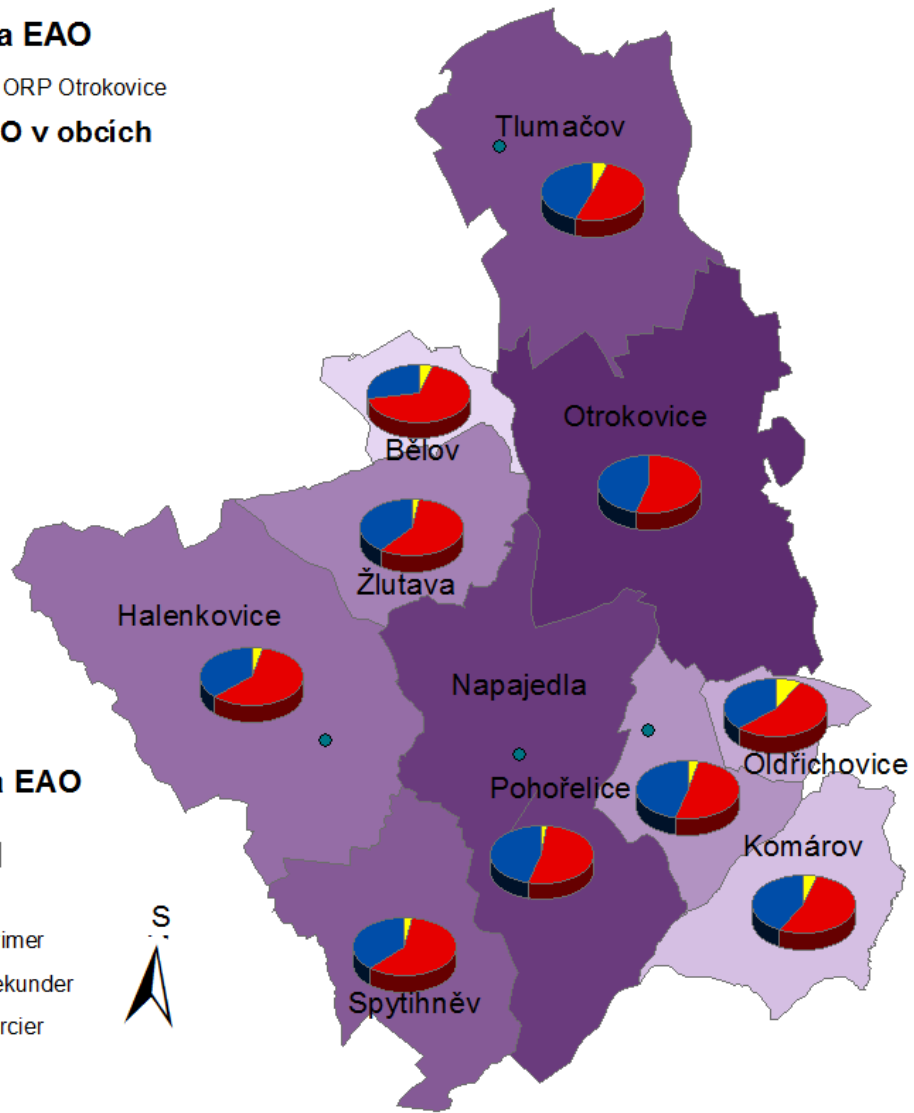 a EAO
ORP Otrokovice
O v obcích
Tlumačov
Otrokovice
Bělov
Žlutava
Halenkovice
Napajedla
Oldřichovice
Pohořelice
Komárov
Spytihněv
a EAO
S
imer
ekunder
rcier